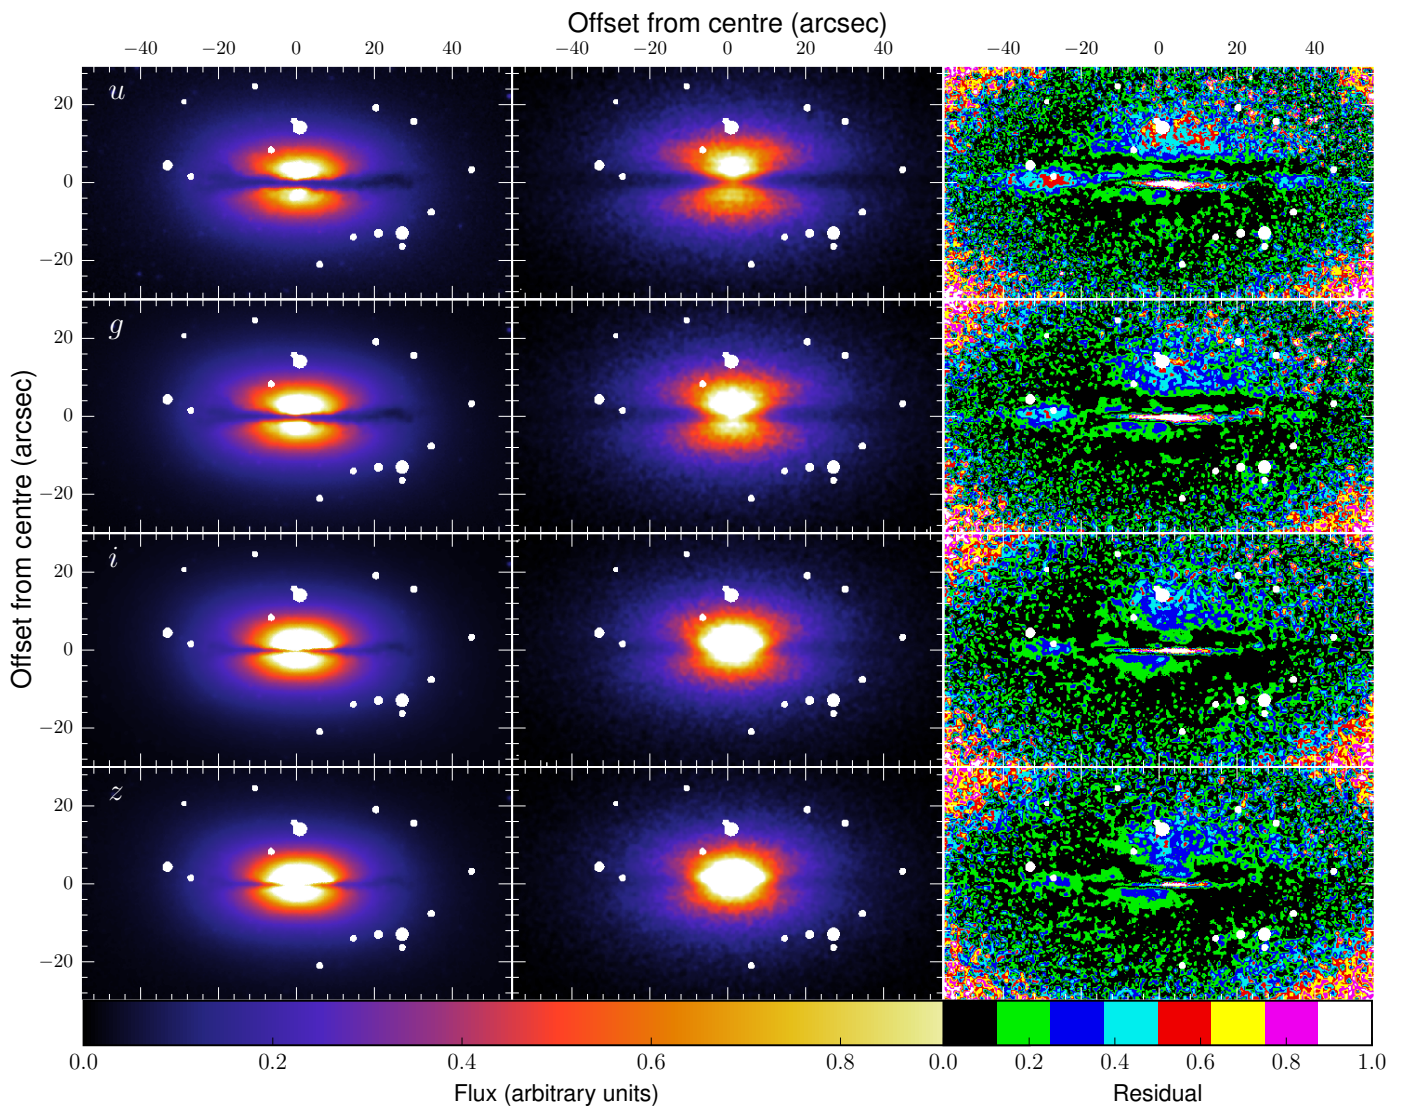 Offset from centre (arcsec)
−40 −20 0 20 40 −40 −20 0 20 40 −40 −20 0 20 40
u
20
0
−20
g
20
0
−20
i
20
0
−20
z
20
0
−20
Offset from centre (arcsec)
0.0 0.2 0.4 0.6 0.8 0.0 0.2 0.4 0.6 0.8 1.0
Flux (arbitrary units) Residual